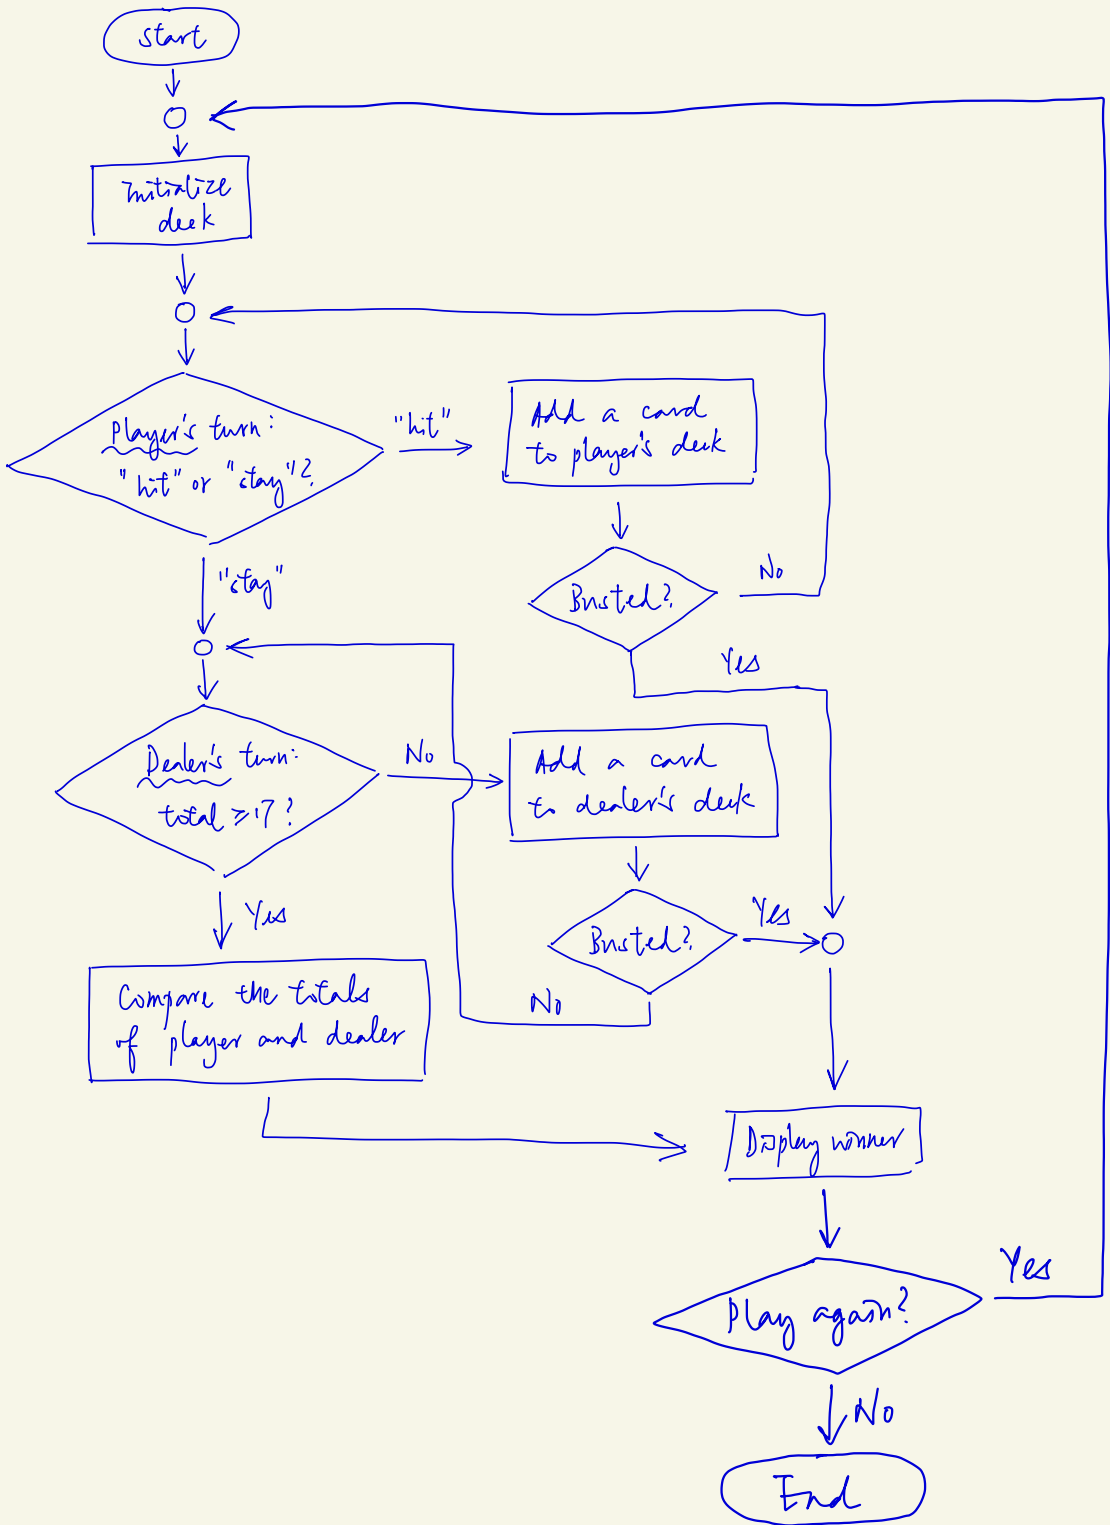 start
Initialize
deck
Player's turn:
"hit" or "stay"?
"hit"
Add a card
to player's deck
Busted?
No
Yes
"stay"
Dealer's turn:
total ≥ 17?
No
Add a card
to dealer's deck
Busted?
Yes
No
Yes
Compare the totals
of player and dealer
Display winner
Play again?
Yes
No
End